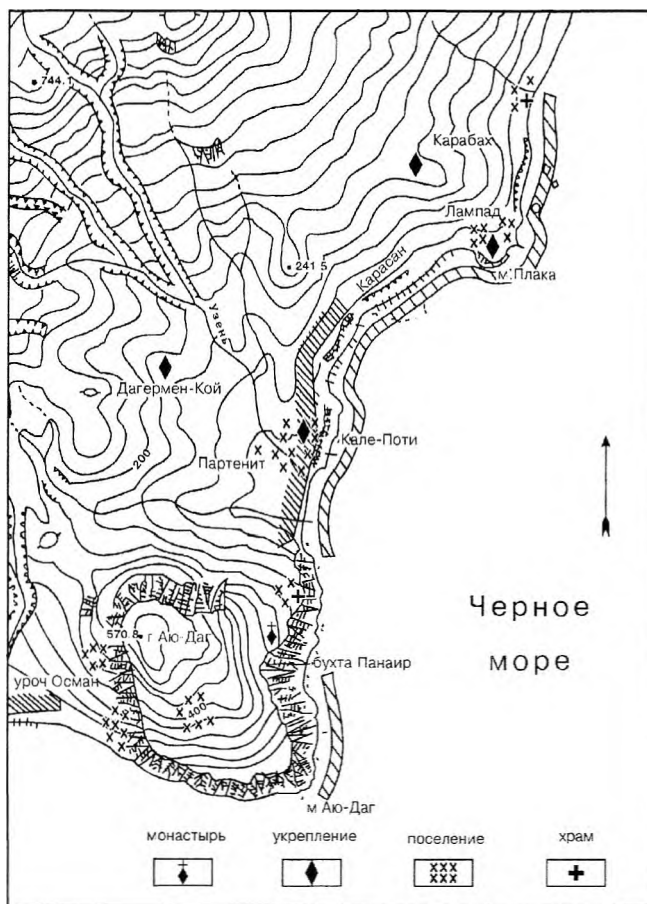 744.1
Карабах
Лампад
241 5
Карасан
м. Плака
Узень
Дагермен-Кой
Кале-Поти
Партенит
200
Черное
море
570.8 г Аю-Даг
бухта Панаир
уроч Осман
400
м Аю-Даг
монастырь укрепление поселение храм